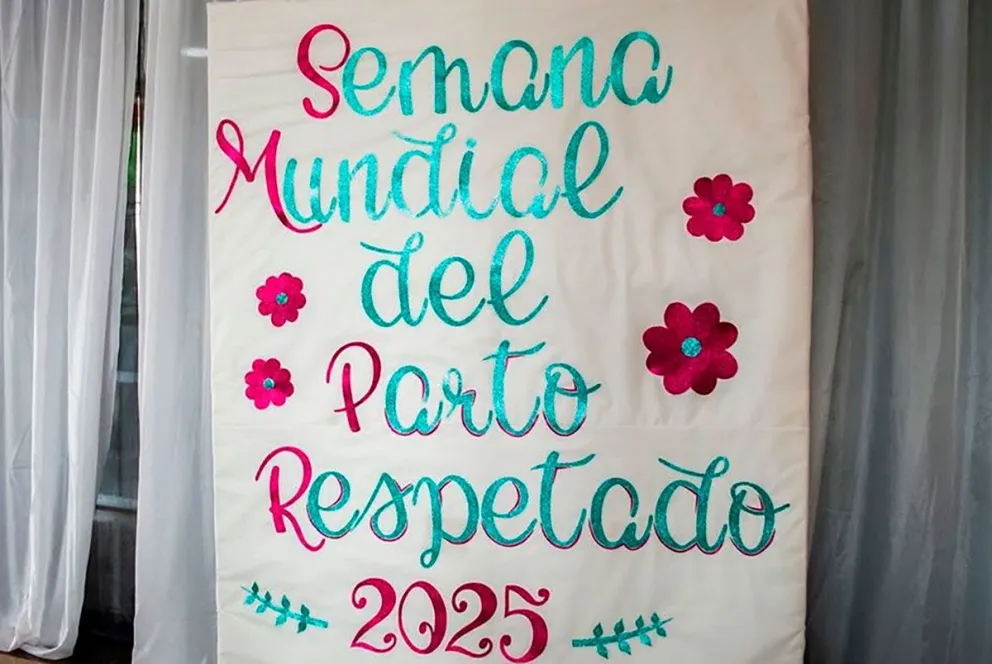 Semana
Mundial
del
Parto
Respetado
2025